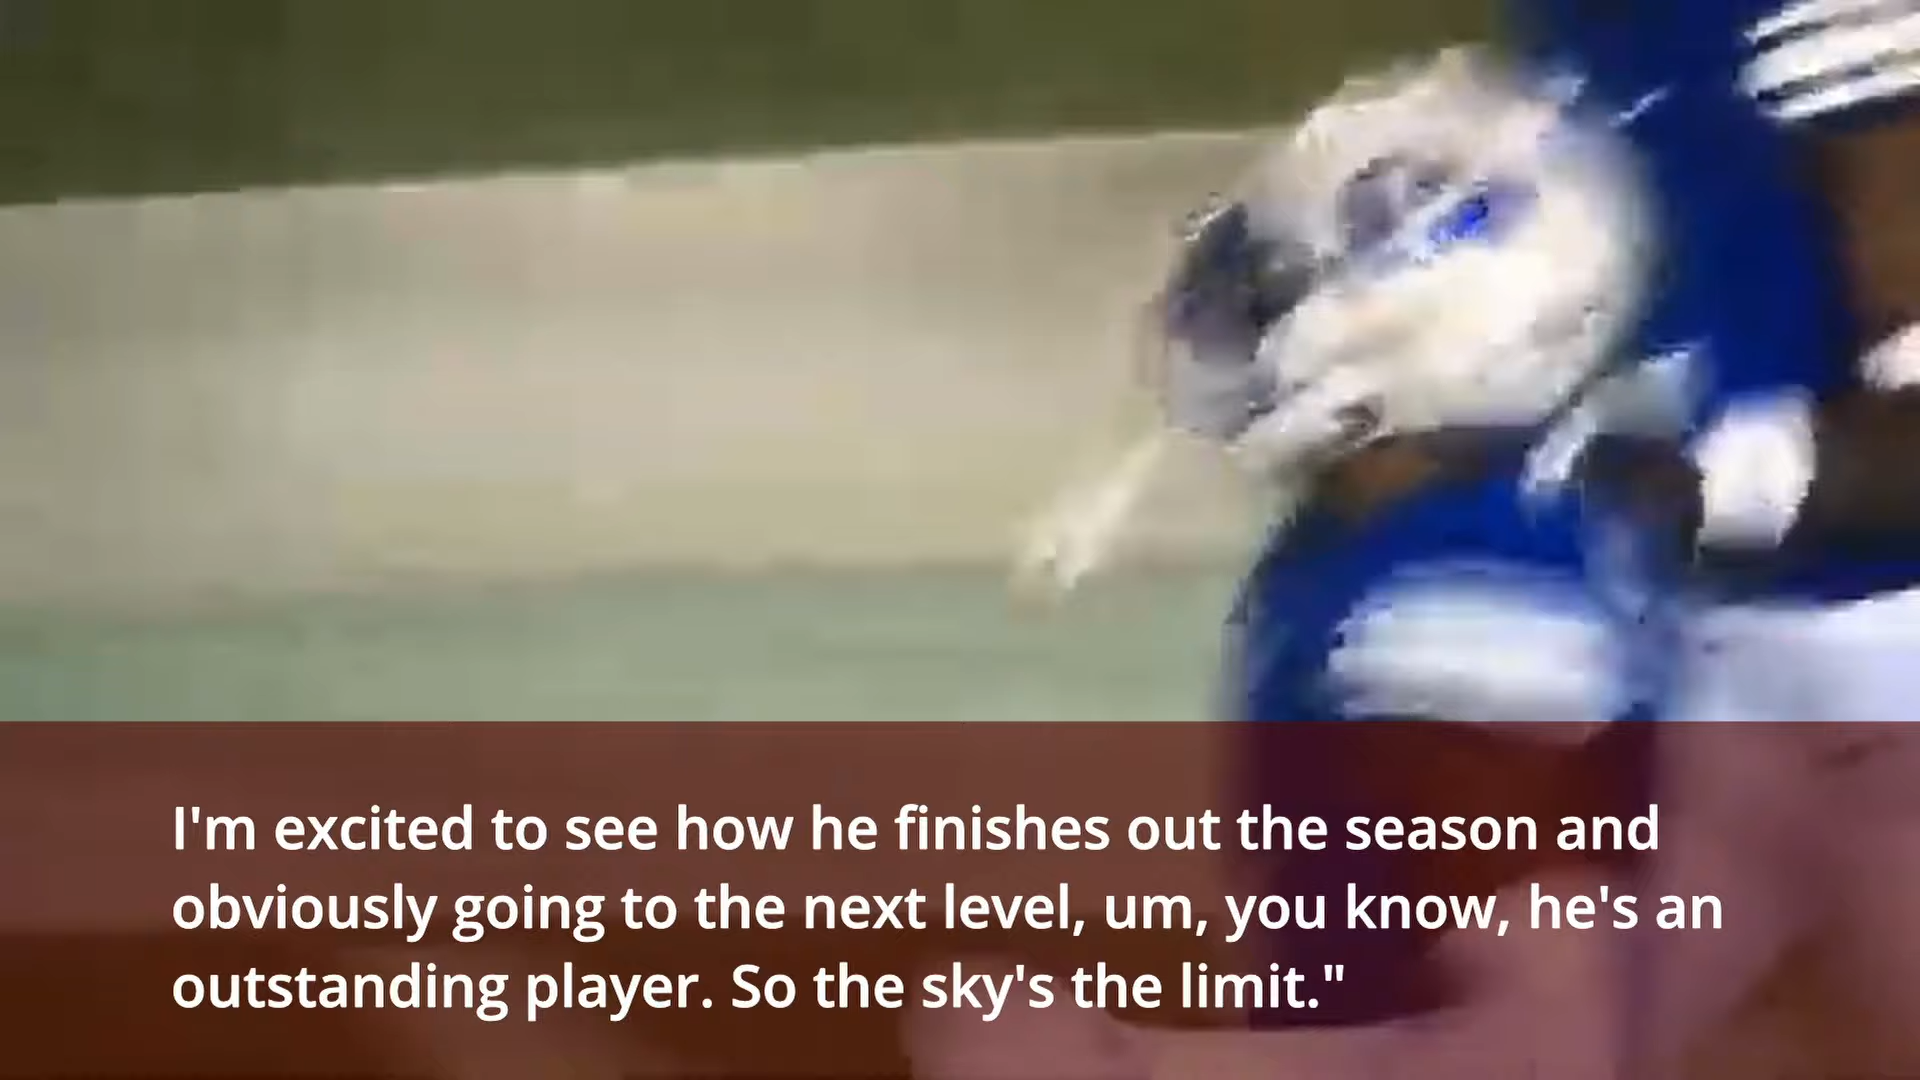 I'm excited to see how he finishes out the season and
obviously going to the next level, um, you know, he's an
outstanding player. So the sky's the limit."